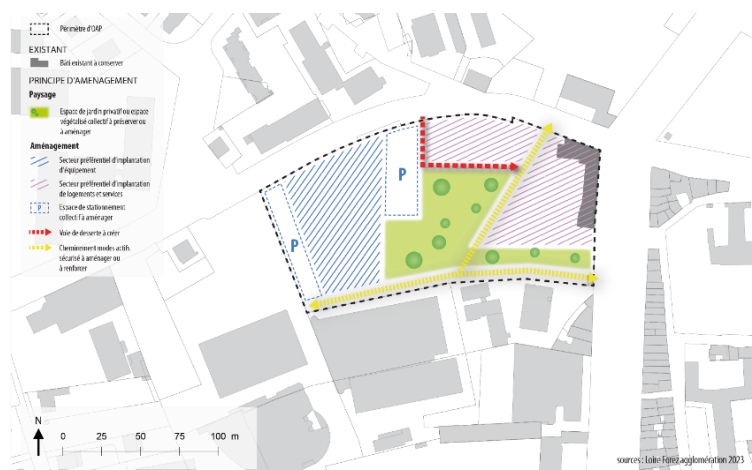 Périmètre d'OAP
EXISTANT
Bâti existant à conserver
PRINCIPE D'AMENAGEMENT
Paysage
Espace de jardin privatif ou espace
végétalisé collectif à préserver ou
à aménager
Aménagement
Secteur préférentiel d'implantation
d'équipement
Secteur préférentiel d'implantation
de logements et services
P
Espace de stationnement
collectif à aménager
Voie de desserte à créer
Cheminement modes actifs
sécurisé à aménager ou
à renforcer
P
P
N
0 25 50 75 100 m
sources : Loire Forez agglomération 2023